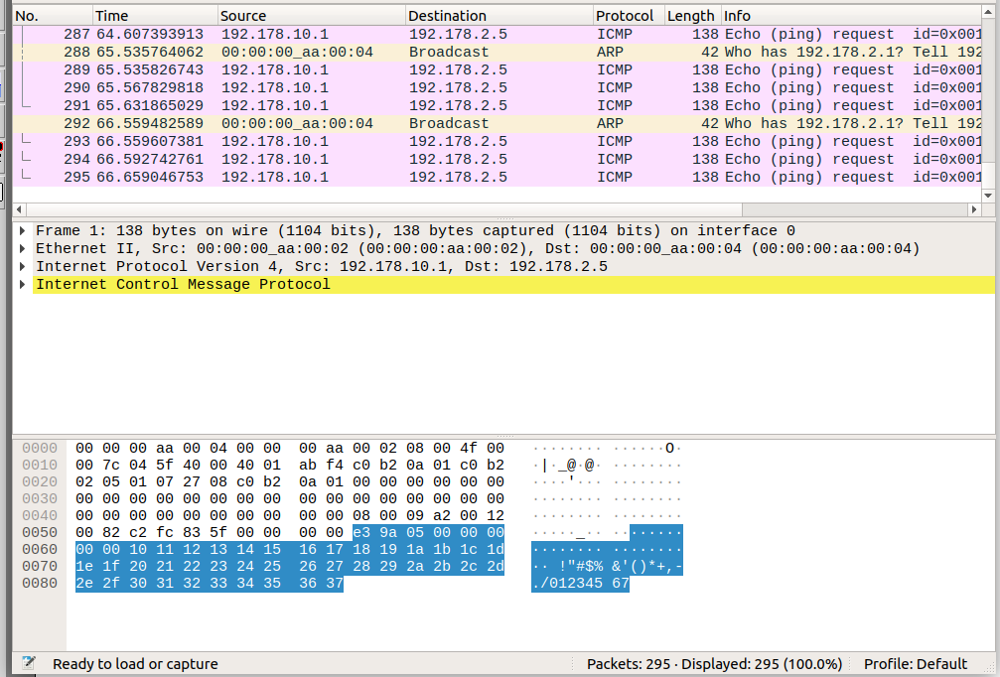 No. Time Source Destination Protocol Length Info
287 64.607393913 192.178.10.1 192.178.2.5 ICMP 138 Echo (ping) request id=0x001
288 65.535764062 00:00:00_aa:00:04 Broadcast ARP 42 Who has 192.178.2.1? Tell 192
289 65.535826743 192.178.10.1 192.178.2.5 ICMP 138 Echo (ping) request id=0x001
290 65.567829818 192.178.10.1 192.178.2.5 ICMP 138 Echo (ping) request id=0x001
291 65.631865029 192.178.10.1 192.178.2.5 ICMP 138 Echo (ping) request id=0x001
292 66.559482589 00:00:00_aa:00:04 Broadcast ARP 42 Who has 192.178.2.1? Tell 192
293 66.559607381 192.178.10.1 192.178.2.5 ICMP 138 Echo (ping) request id=0x001
294 66.592742761 192.178.10.1 192.178.2.5 ICMP 138 Echo (ping) request id=0x001
295 66.659046753 192.178.10.1 192.178.2.5 ICMP 138 Echo (ping) request id=0x001
Frame 1: 138 bytes on wire (1104 bits), 138 bytes captured (1104 bits) on interface 0
Ethernet II, Src: 00:00:00_aa:00:02 (00:00:00:aa:00:02), Dst: 00:00:00_aa:00:04 (00:00:00:aa:00:04)
Internet Protocol Version 4, Src: 192.178.10.1, Dst: 192.178.2.5
Internet Control Message Protocol
0000 00 00 00 aa 00 04 00 00 00 aa 00 02 08 00 4f 00 ········ ······O·
0010 00 7c 04 5f 40 00 40 01 ab f4 c0 b2 0a 01 c0 b2 ·|·_@·@· ········
0020 02 05 01 07 27 08 c0 b2 0a 01 00 00 00 00 00 00 ····'··· ········
0030 00 00 00 00 00 00 00 00 00 00 00 00 00 00 00 00 ········ ········
0040 00 00 00 00 00 00 00 00 00 00 08 00 09 a2 00 12 ········ ········
0050 00 82 c2 fc 83 5f 00 00 00 00 e3 9a 05 00 00 00 ·····_·· ········
0060 00 00 10 11 12 13 14 15 16 17 18 19 1a 1b 1c 1d ········ ········
0070 1e 1f 20 21 22 23 24 25 26 27 28 29 2a 2b 2c 2d ·· !"#$% &'()*+,-
0080 2e 2f 30 31 32 33 34 35 36 37 ./012345 67
Ready to load or capture Packets: 295 · Displayed: 295 (100.0%) Profile: Default